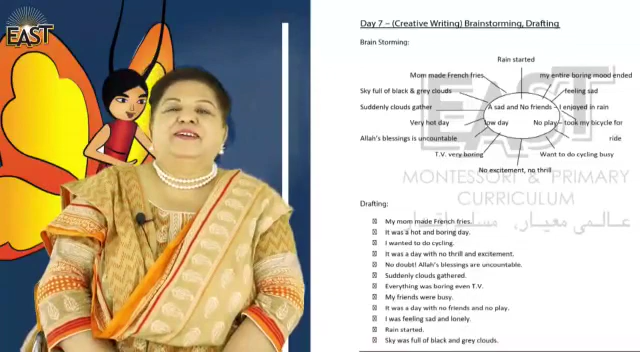 EAST
Day 7 – (Creative Writing) Brainstorming, Drafting
Brain Storming:
Rain started
Mom made French fries
my entire boring mood ended
Sky full of black & grey clouds
feeling sad
Suddenly clouds gather
A sad and No friends – I enjoyed in rain
Very hot day
low day
No play – took my bicycle for
Allah's blessings is uncountable
ride
T.V. very boring
Want to do cycling busy
No excitement, no thrill
EAST
MONTESSORI & PRIMARY
CURRICULUM
عالمی معیار، مسلم
Drafting:
My mom made French fries.
It was a hot and boring day.
I wanted to do cycling.
It was a day with no thrill and excitement.
No doubt! Allah's blessings are uncountable.
Suddenly clouds gathered.
Everything was boring even T.V.
My friends were busy.
It was a day with no friends and no play.
I was feeling sad and lonely.
Rain started.
Sky was full of black and grey clouds.